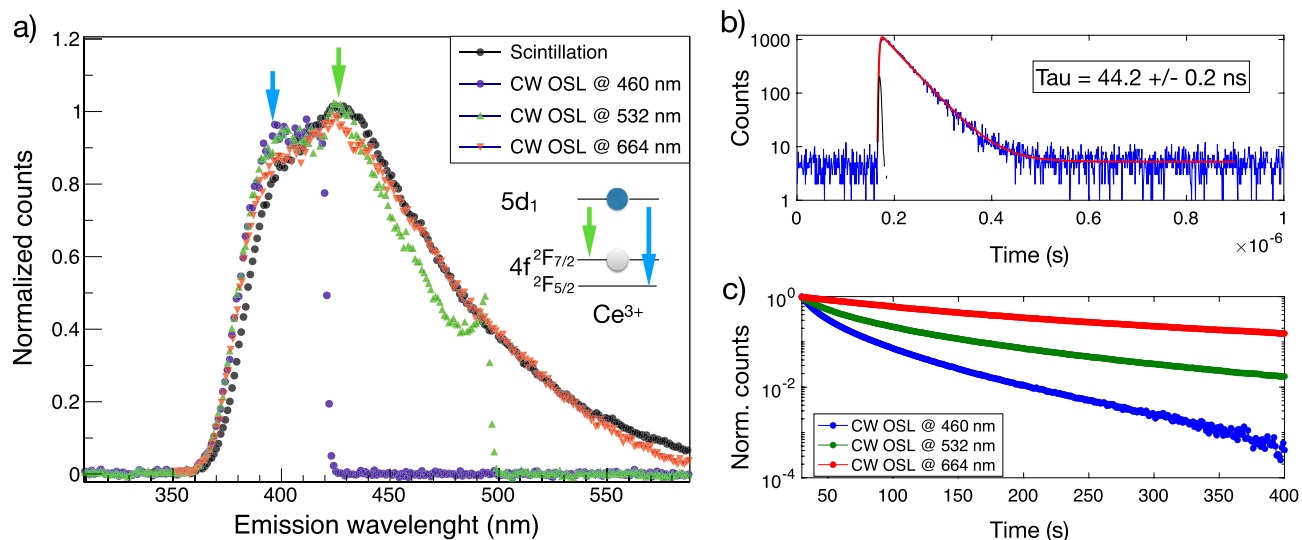 a)
Normalized counts
1.2
1
0.8
0.6
0.4
0.2
0
350
400
450
500
550
Emission wavelenght (nm)
Scintillation
CW OSL @ 460 nm
CW OSL @ 532 nm
CW OSL @ 664 nm
5d₁
4f ²F₇/₂
²F₅/₂
Ce³⁺
b)
Counts
1000
100
10
1
Tau = 44.2 +/- 0.2 ns
0
0.2
0.4
0.6
0.8
1
Time (s)
×10⁻⁶
c)
Norm. counts
10⁰
10⁻²
10⁻⁴
CW OSL @ 460 nm
CW OSL @ 532 nm
CW OSL @ 664 nm
50
100
150
200
250
300
350
400
Time (s)